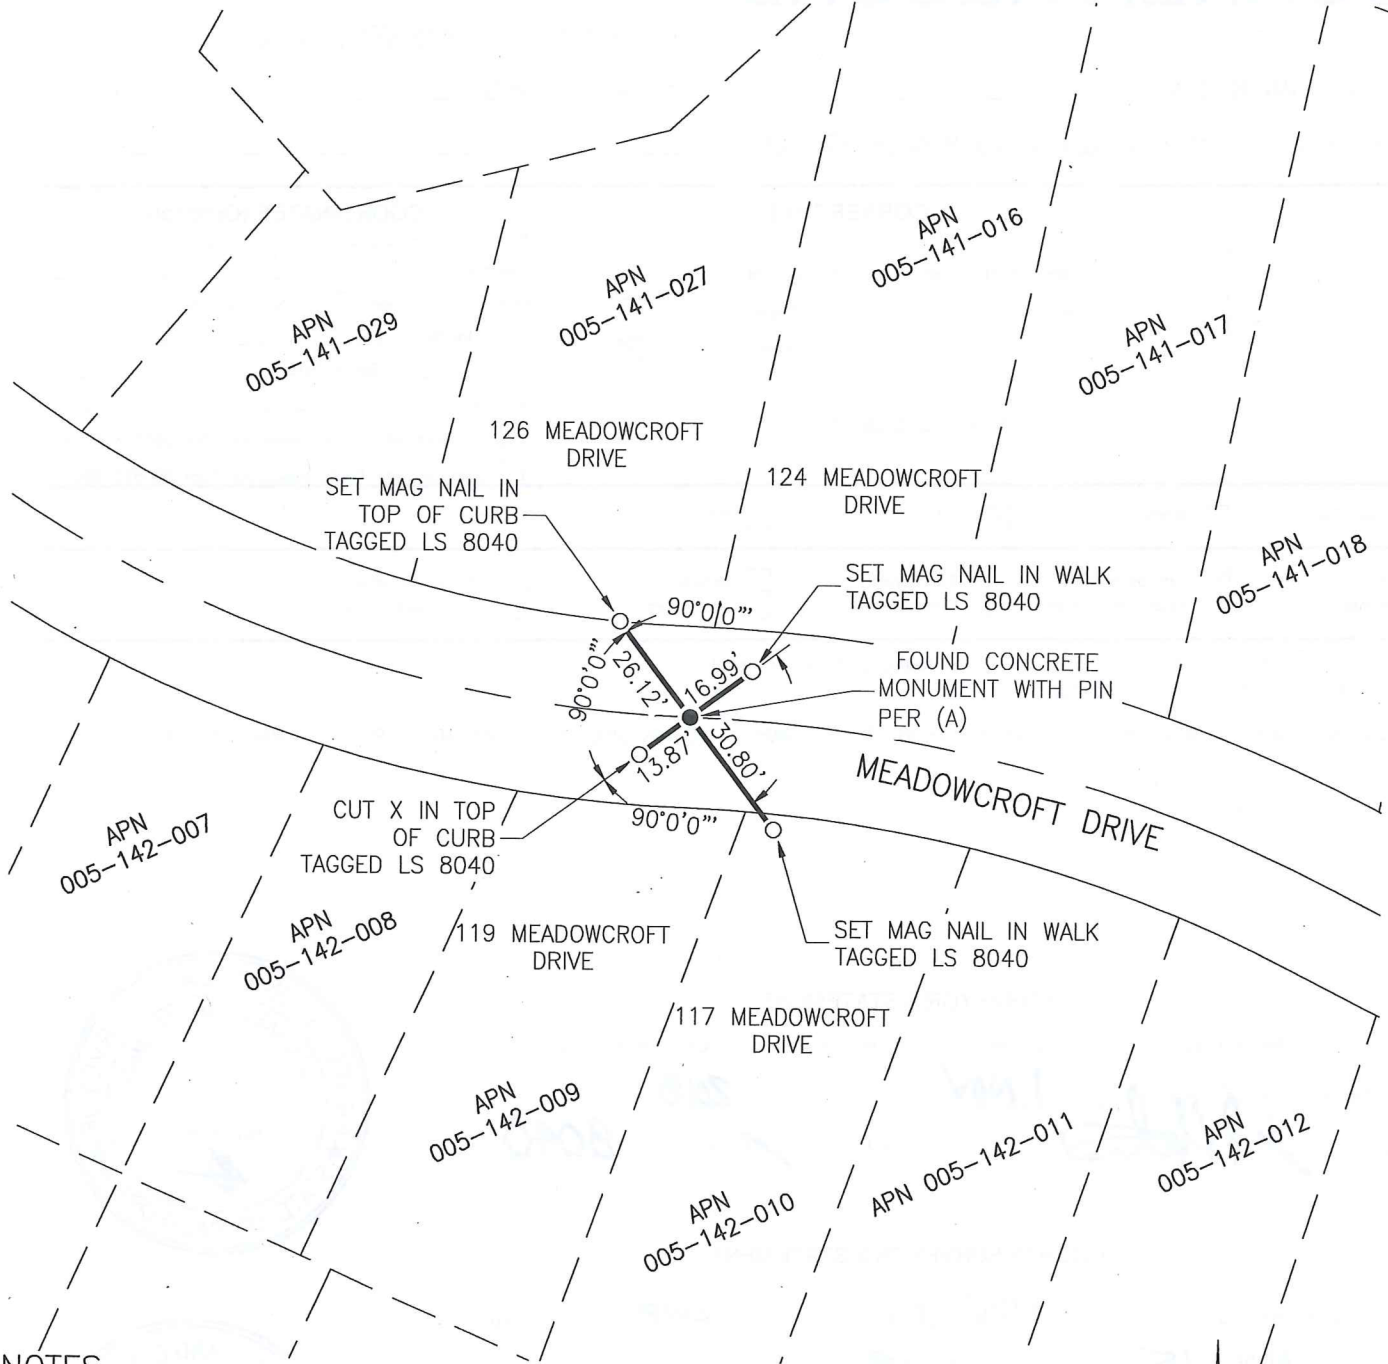 APN
005-141-016
APN
005-141-027
APN
005-141-029
APN
005-141-017
126 MEADOWCROFT
DRIVE
124 MEADOWCROFT
DRIVE
SET MAG NAIL IN
TOP OF CURB
TAGGED LS 8040
APN
005-141-018
SET MAG NAIL IN WALK
TAGGED LS 8040
90°0'0"'
90°0'0"'
26.12'
16.99'
FOUND CONCRETE
MONUMENT WITH PIN
PER (A)
13.87'
30.80'
MEADOWCROFT DRIVE
CUT X IN TOP
OF CURB
TAGGED LS 8040
90°0'0"'
APN
005-142-007
APN
005-142-008
119 MEADOWCROFT
DRIVE
SET MAG NAIL IN WALK
TAGGED LS 8040
117 MEADOWCROFT
DRIVE
APN
005-142-009
APN 005-142-011
APN
005-142-012
APN
005-142-010
NOTES